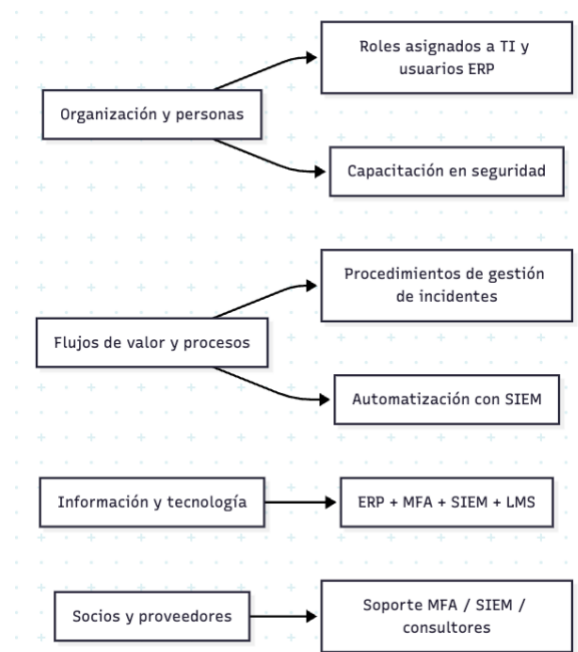 Organización y personas
Roles asignados a TI y
usuarios ERP
Capacitación en seguridad
Flujos de valor y procesos
Procedimientos de gestión
de incidentes
Automatización con SIEM
Información y tecnología
ERP + MFA + SIEM + LMS
Socios y proveedores
Soporte MFA / SIEM /
consultores